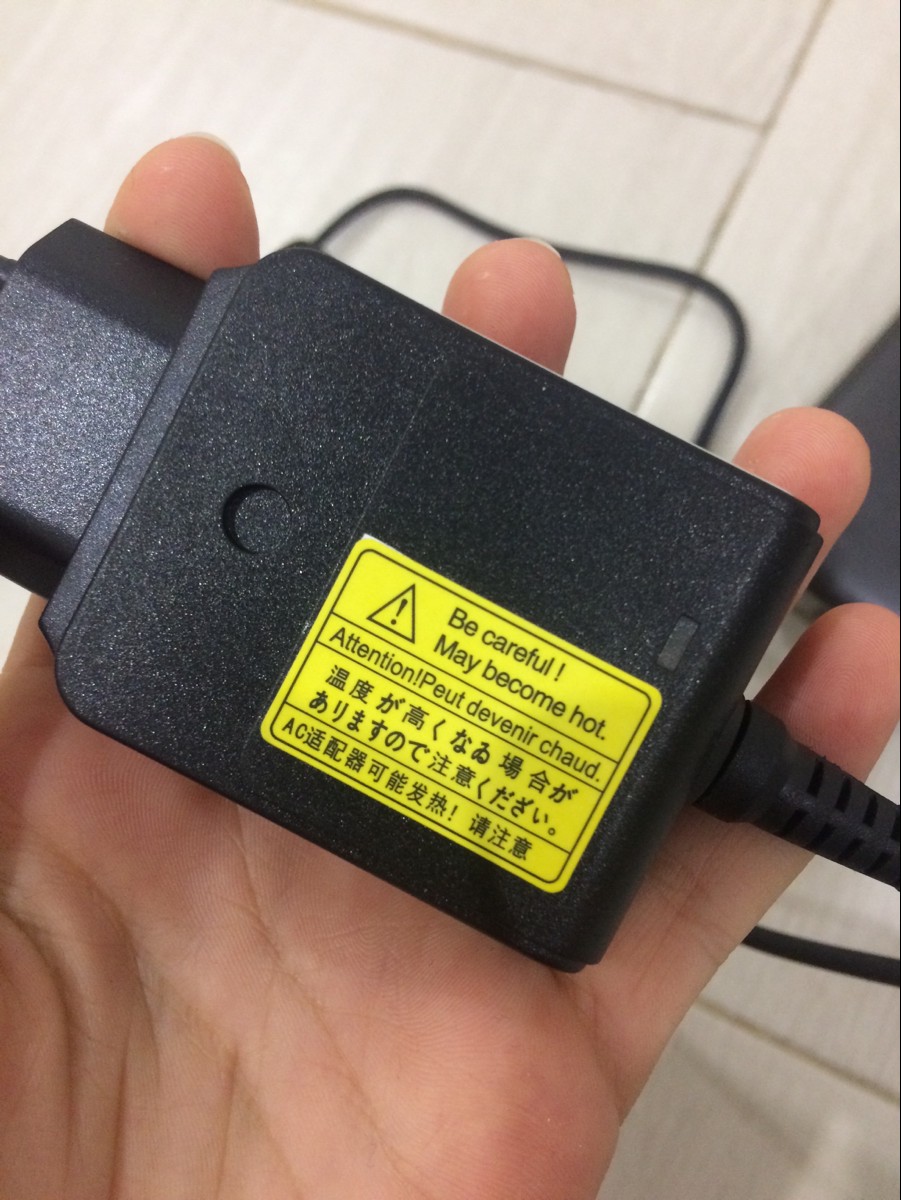 Be careful !
May become hot.
Attention!Peut devenir chaud.
温度が高くなゐ場合が
ありますので注意ください。
AC适配器可能发热! 请注意